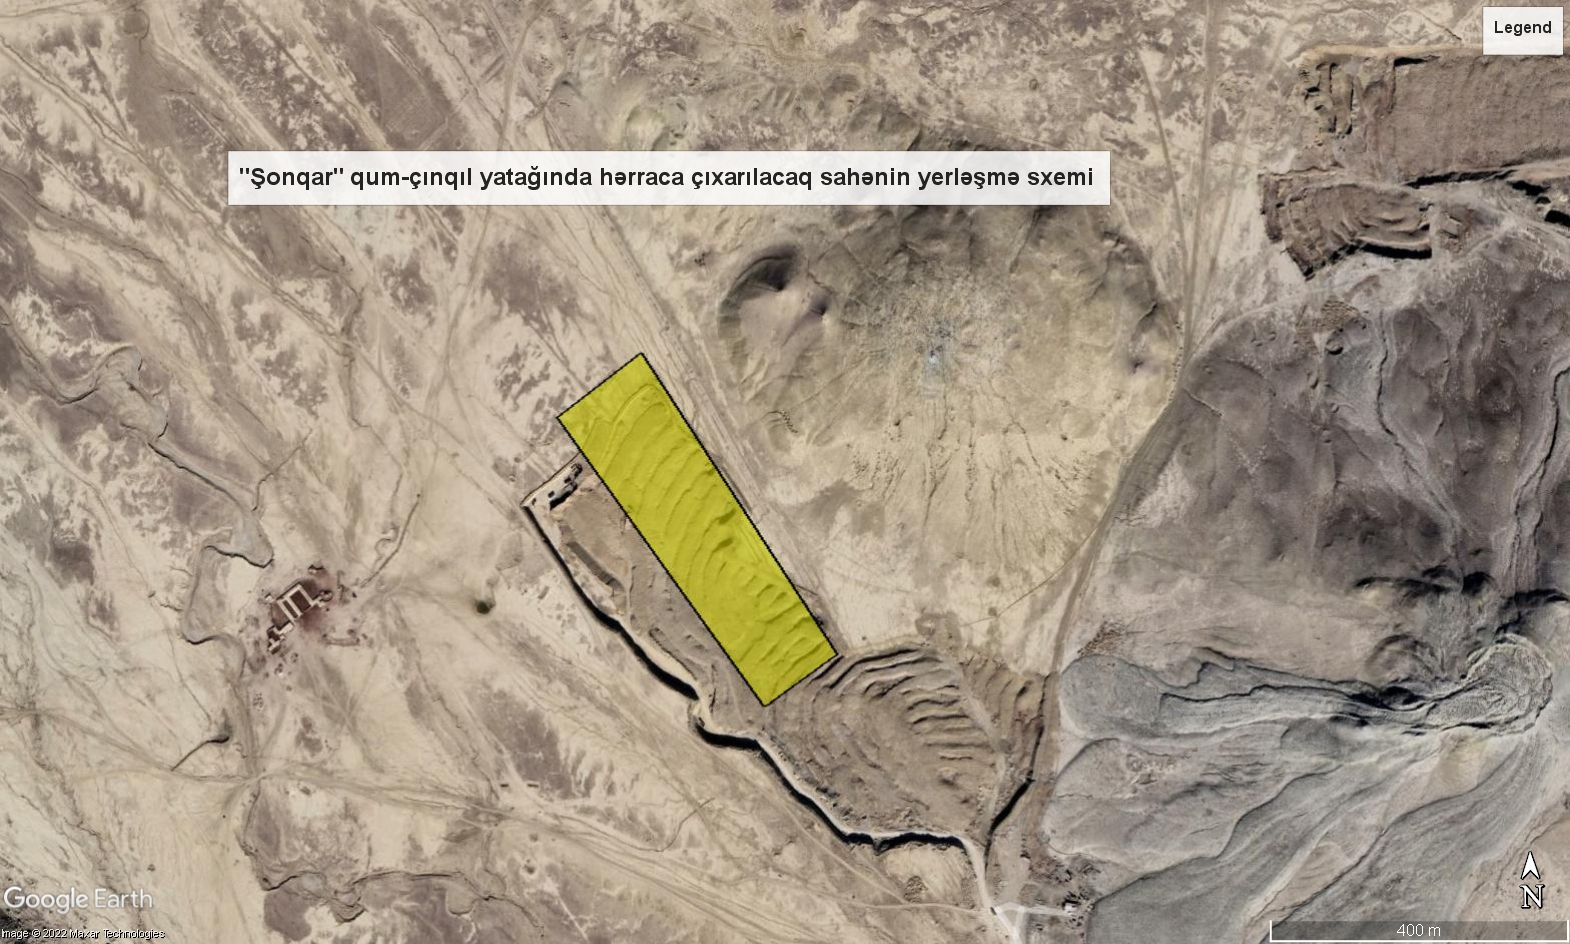 Legend
"Şonqar" qum-çınqıl yatağında hərraca çıxarılacaq sahənin yerləşmə sxemi
Google Earth
N
Image © 2022 Maxar Technologies
400 m